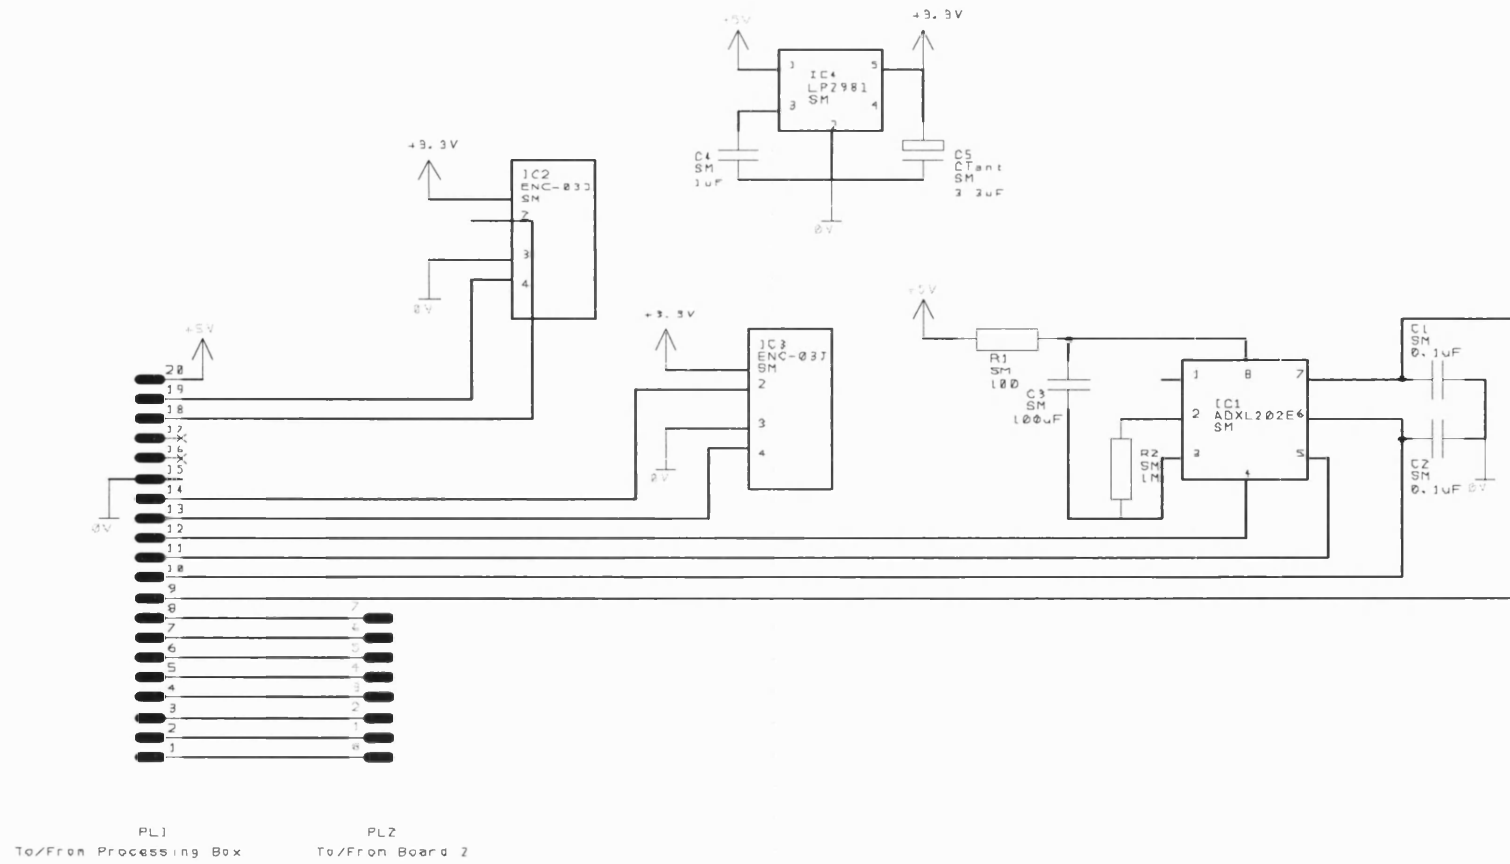 +5V
+3.3V
1
5
IC4
LP2981
SM
3
4
2
C4
SM
1uF
C5
CTant
SM
3.3uF
0V
+3.3V
IC2
ENC-03J
SM
2
3
4
0V
+3.3V
IC3
ENC-03J
SM
2
3
4
0V
+5V
R1
SM
100
C3
SM
100uF
1
8
7
2
IC1
ADXL202E
SM
6
3
5
4
R2
SM
1M
C1
SM
0.1uF
C2
SM
0.1uF
0V
+5V
20
19
18
17
16
15
14
13
12
11
10
9
8
7
6
5
4
3
2
1
0V
7
6
5
4
3
2
1
0
PL1
To/From Processing Box
PL2
To/From Board 2